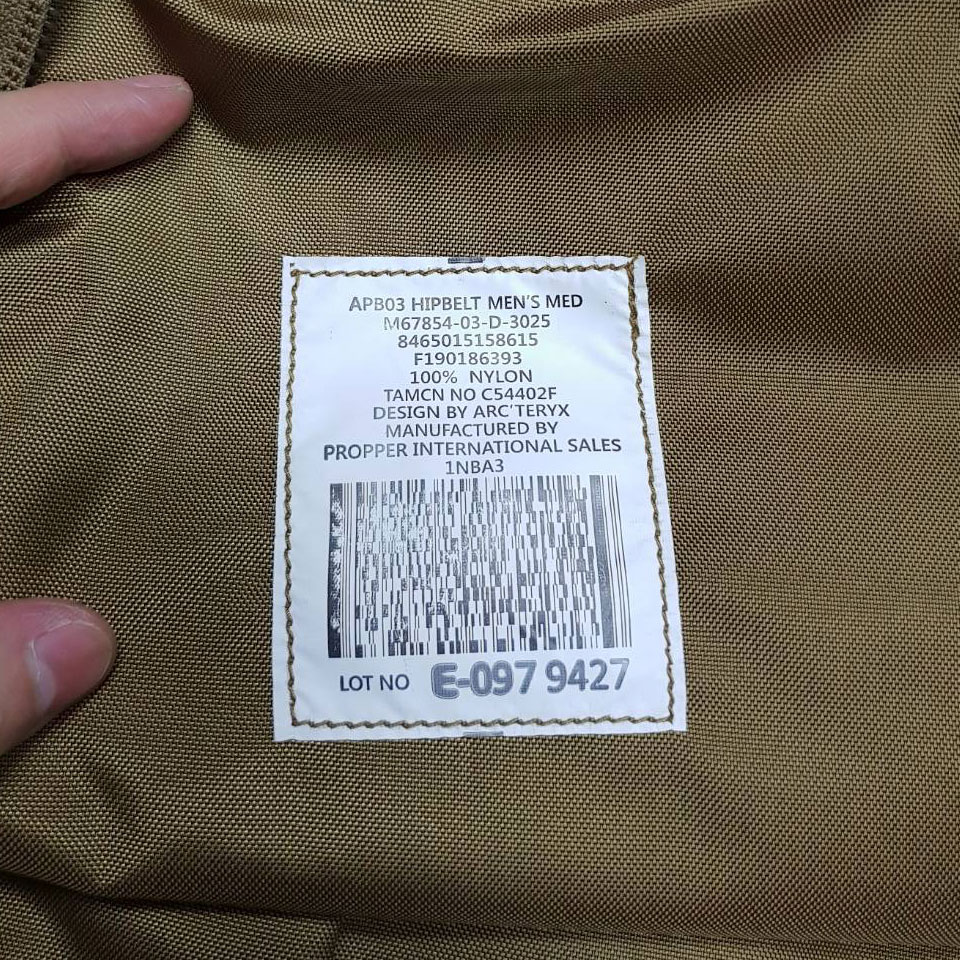 APB03 HIPBELT MEN'S MED
M67854-03-D-3025
8465015158615
F190186393
100% NYLON
TAMCN NO C54402F
DESIGN BY ARC'TERYX
MANUFACTURED BY
PROPPER INTERNATIONAL SALES
1NBA3
LOT NO E-097 9427